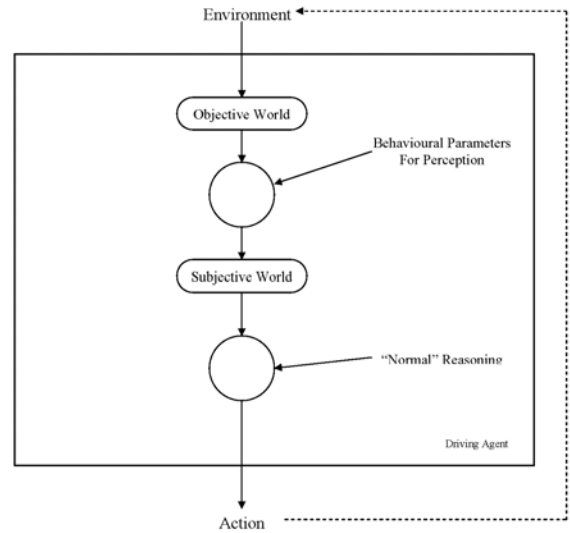 Environment
Objective World
Behavioural Parameters
For Perception
Subjective World
“Normal” Reasoning
Driving Agent
Action